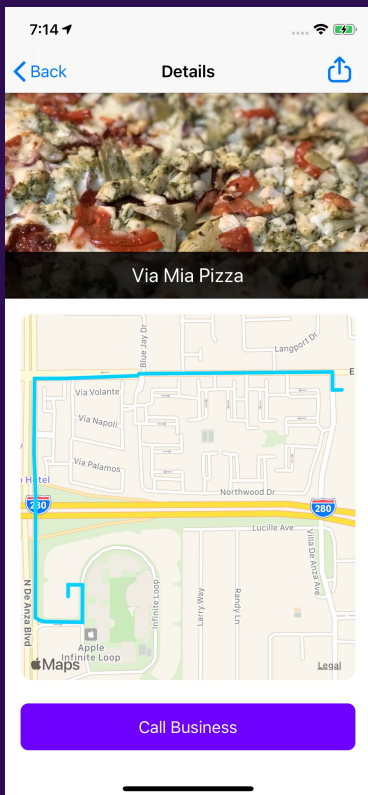 7:14
Back
Details
Via Mia Pizza
Blue Jay Dr
Langport Dr
E
Via Volante
Via Napoli
Via Palamos
o Hotel
Northwood Dr
280
280
Lucille Ave
N De Anza Blvd
Infinite Loop
Larry Way
Randy Ln
Villa De Anza Ave
Apple
Infinite Loop
Maps
Legal
Call Business